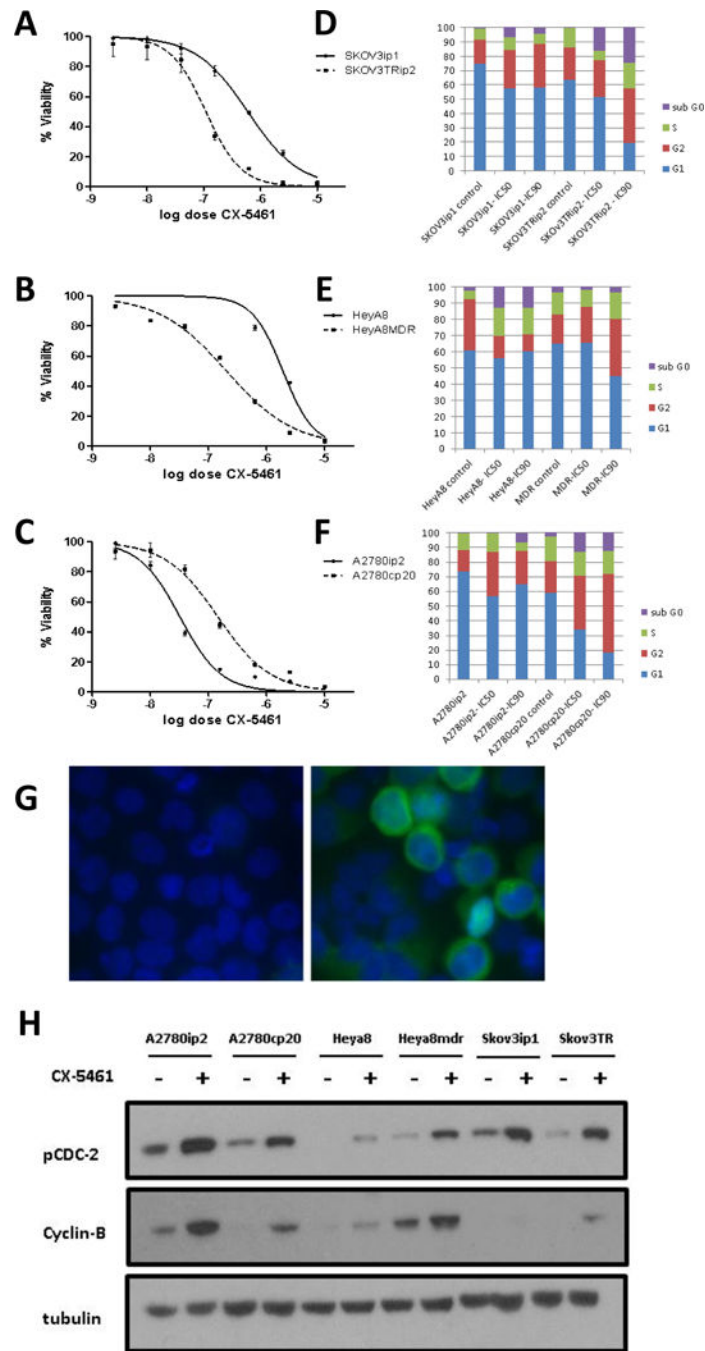 A
100
80
60
40
20
0
% Viability
-9 -8 -7 -6 -5
log dose CX-5461
SKOV3ip1
SKOV3TRip2
D
100
90
80
70
60
50
40
30
20
10
0
SKOV3ip1 control
SKOV3ip1- IC50
SKOV3ip1-IC90
SKOV3TRip2 control
SKOv3TRip2- IC50
SKOV3TRip2 - IC90
sub G0
S
G2
G1
B
100
80
60
40
20
0
% Viability
-9 -8 -7 -6 -5
log dose CX-5461
HeyA8
HeyA8MDR
E
100
90
80
70
60
50
40
30
20
10
0
HeyA8 control
HeyA8- IC50
HeyA8-IC90
MDR control
MDR-IC50
MDR-IC90
sub G0
S
G2
G1
C
100
80
60
40
20
0
% Viability
-9 -8 -7 -6 -5
log dose CX-5461
A2780ip2
A2780cp20
F
100
90
80
70
60
50
40
30
20
10
0
A2780ip2
A2780ip2- IC50
A2780ip2-IC90
A2780cp20 control
A2780cp20-IC50
A2780cp20- IC90
sub G0
S
G2
G1
G
H
A2780ip2 A2780cp20 Heya8 Heya8mdr Skov3ip1 Skov3TR
CX-5461 - + - + - + - + - + - +
pCDC-2
Cyclin-B
tubulin